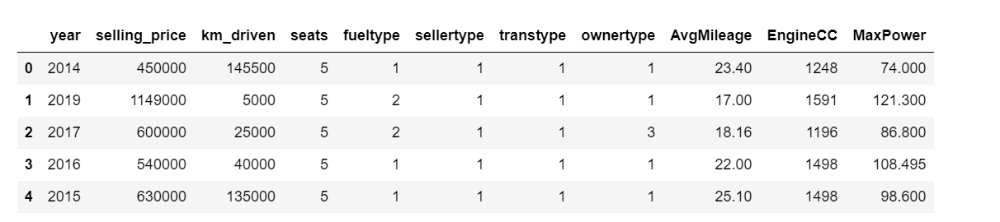 year selling_price km_driven seats fueltype sellertype transtype ownertype AvgMileage EngineCC MaxPower
0 2014 450000 145500 5 1 1 1 1 23.40 1248 74.000
1 2019 1149000 5000 5 2 1 1 1 17.00 1591 121.300
2 2017 600000 25000 5 2 1 1 3 18.16 1196 86.800
3 2016 540000 40000 5 1 1 1 1 22.00 1498 108.495
4 2015 630000 135000 5 1 1 1 1 25.10 1498 98.600